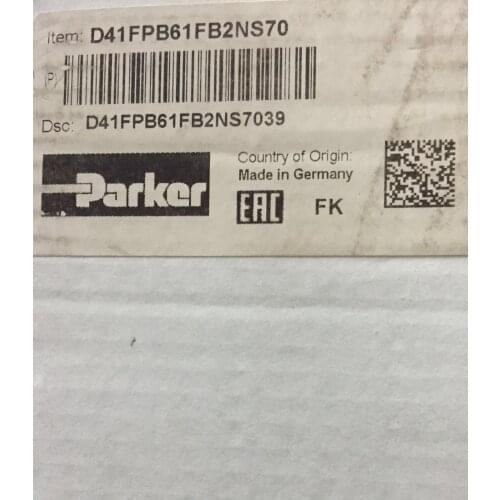 Item: D41FPB61FB2NS70
(P)
Dsc: D41FPB61FB2NS7039
Parker
Country of Origin:
Made in Germany
EAC FK